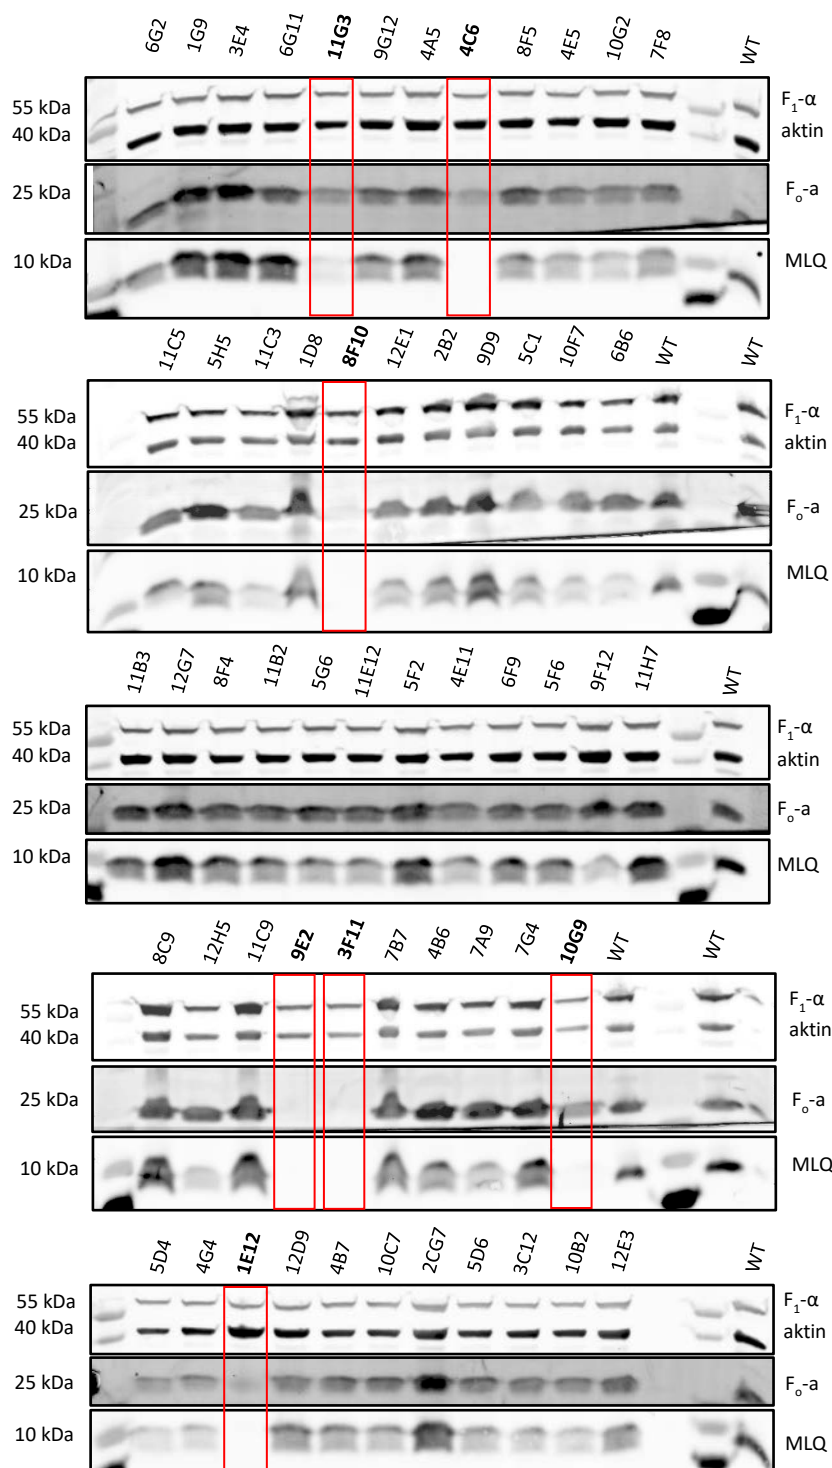 6G2 1G9 3E4 6G11 11G3 9G12 4A5 4C6 8F5 4E5 10G2 7F8 WT
55 kDa F₁-α
40 kDa aktin
25 kDa Fₒ-a
10 kDa MLQ
11C5 5H5 11C3 1D8 8F10 12E1 2B2 9D9 5C1 10F7 6B6 WT WT
55 kDa F₁-α
40 kDa aktin
25 kDa Fₒ-a
10 kDa MLQ
11B3 12G7 8F4 11B2 5G6 11E12 5F2 4E11 6F9 5F6 9F12 11H7 WT
55 kDa F₁-α
40 kDa aktin
25 kDa Fₒ-a
10 kDa MLQ
8C9 12H5 11C9 9E2 3F11 7B7 4B6 7A9 7G4 10G9 WT WT
55 kDa F₁-α
40 kDa aktin
25 kDa Fₒ-a
10 kDa MLQ
5D4 4G4 1E12 12D9 4B7 10C7 2CG7 5D6 3C12 10B2 12E3 WT
55 kDa F₁-α
40 kDa aktin
25 kDa Fₒ-a
10 kDa MLQ